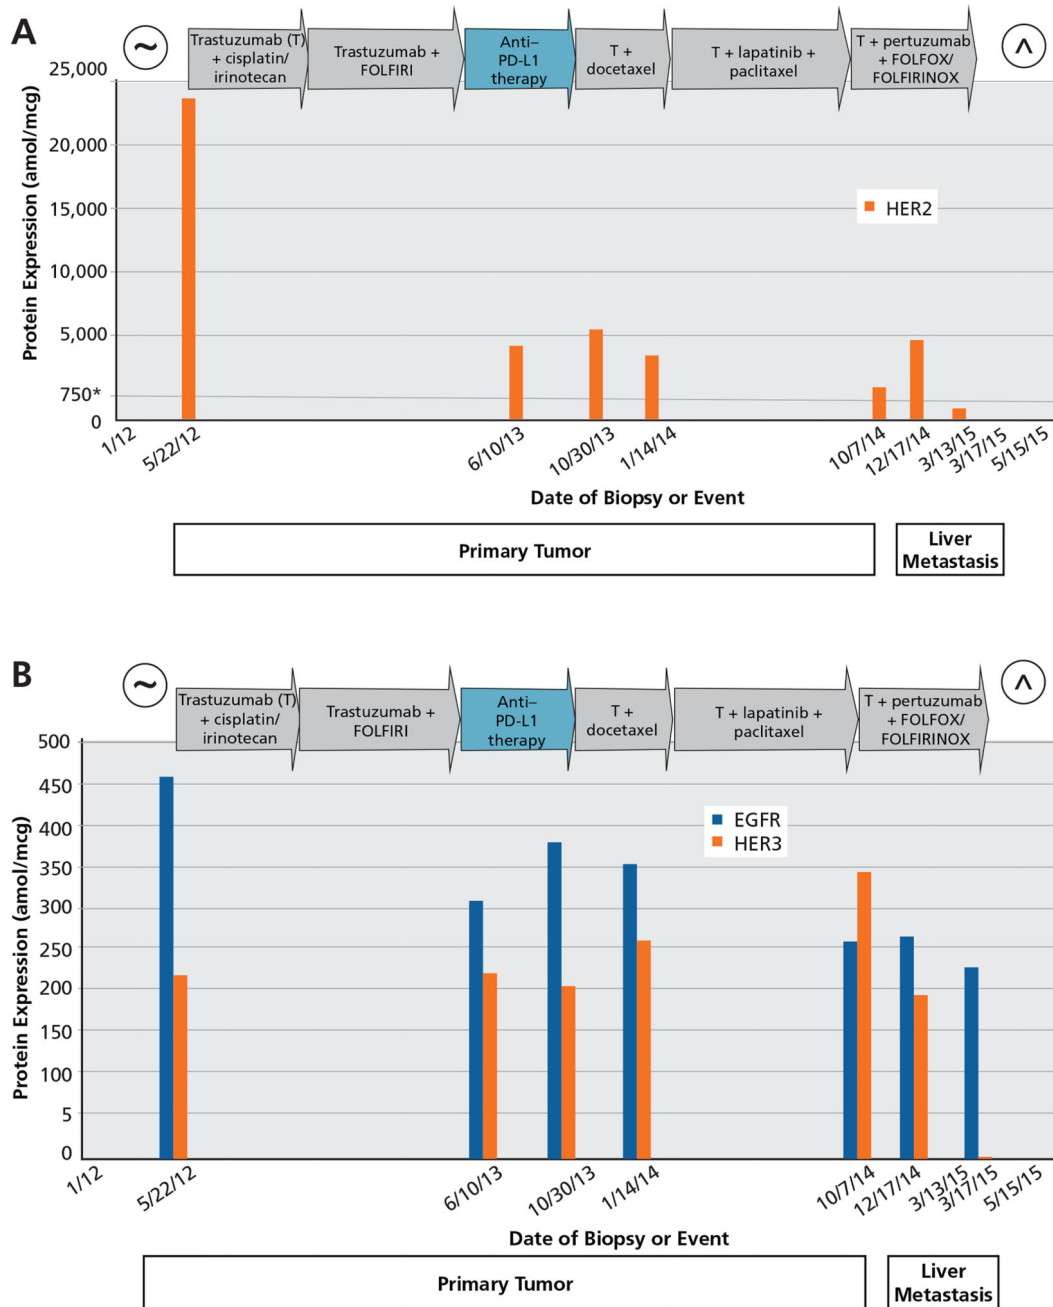 A
~
Trastuzumab (T)
+ cisplatin/
irinotecan
Trastuzumab +
FOLFIRI
Anti–
PD-L1
therapy
T +
docetaxel
T + lapatinib +
paclitaxel
T + pertuzumab
+ FOLFOX/
FOLFIRINOX
^
Protein Expression (amol/mcg)
25,000
20,000
15,000
10,000
5,000
750*
0
HER2
1/12
5/22/12
6/10/13
10/30/13
1/14/14
10/7/14
12/17/14
3/13/15
3/17/15
5/15/15
Date of Biopsy or Event
Primary Tumor
Liver
Metastasis
B
~
Trastuzumab (T)
+ cisplatin/
irinotecan
Trastuzumab +
FOLFIRI
Anti–
PD-L1
therapy
T +
docetaxel
T + lapatinib +
paclitaxel
T + pertuzumab
+ FOLFOX/
FOLFIRINOX
^
Protein Expression (amol/mcg)
500
450
400
350
300
250
200
150
100
5
0
EGFR
HER3
1/12
5/22/12
6/10/13
10/30/13
1/14/14
10/7/14
12/17/14
3/13/15
3/17/15
5/15/15
Date of Biopsy or Event
Primary Tumor
Liver
Metastasis